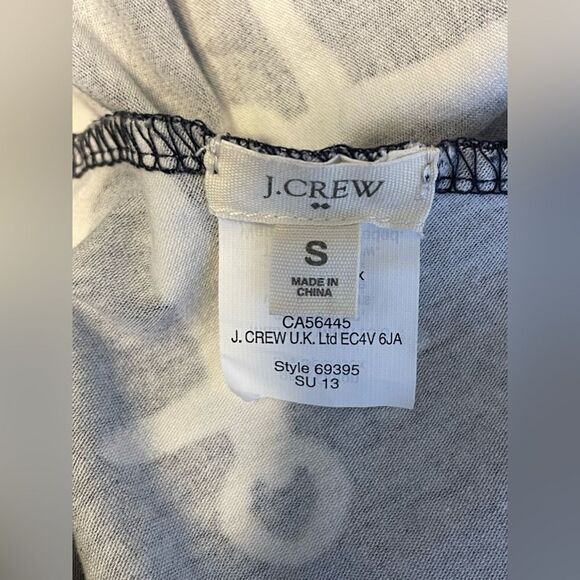 J.CREW
S
MADE IN
CHINA
CA56445
J. CREW U.K. Ltd EC4V 6JA
Style 69395
SU 13